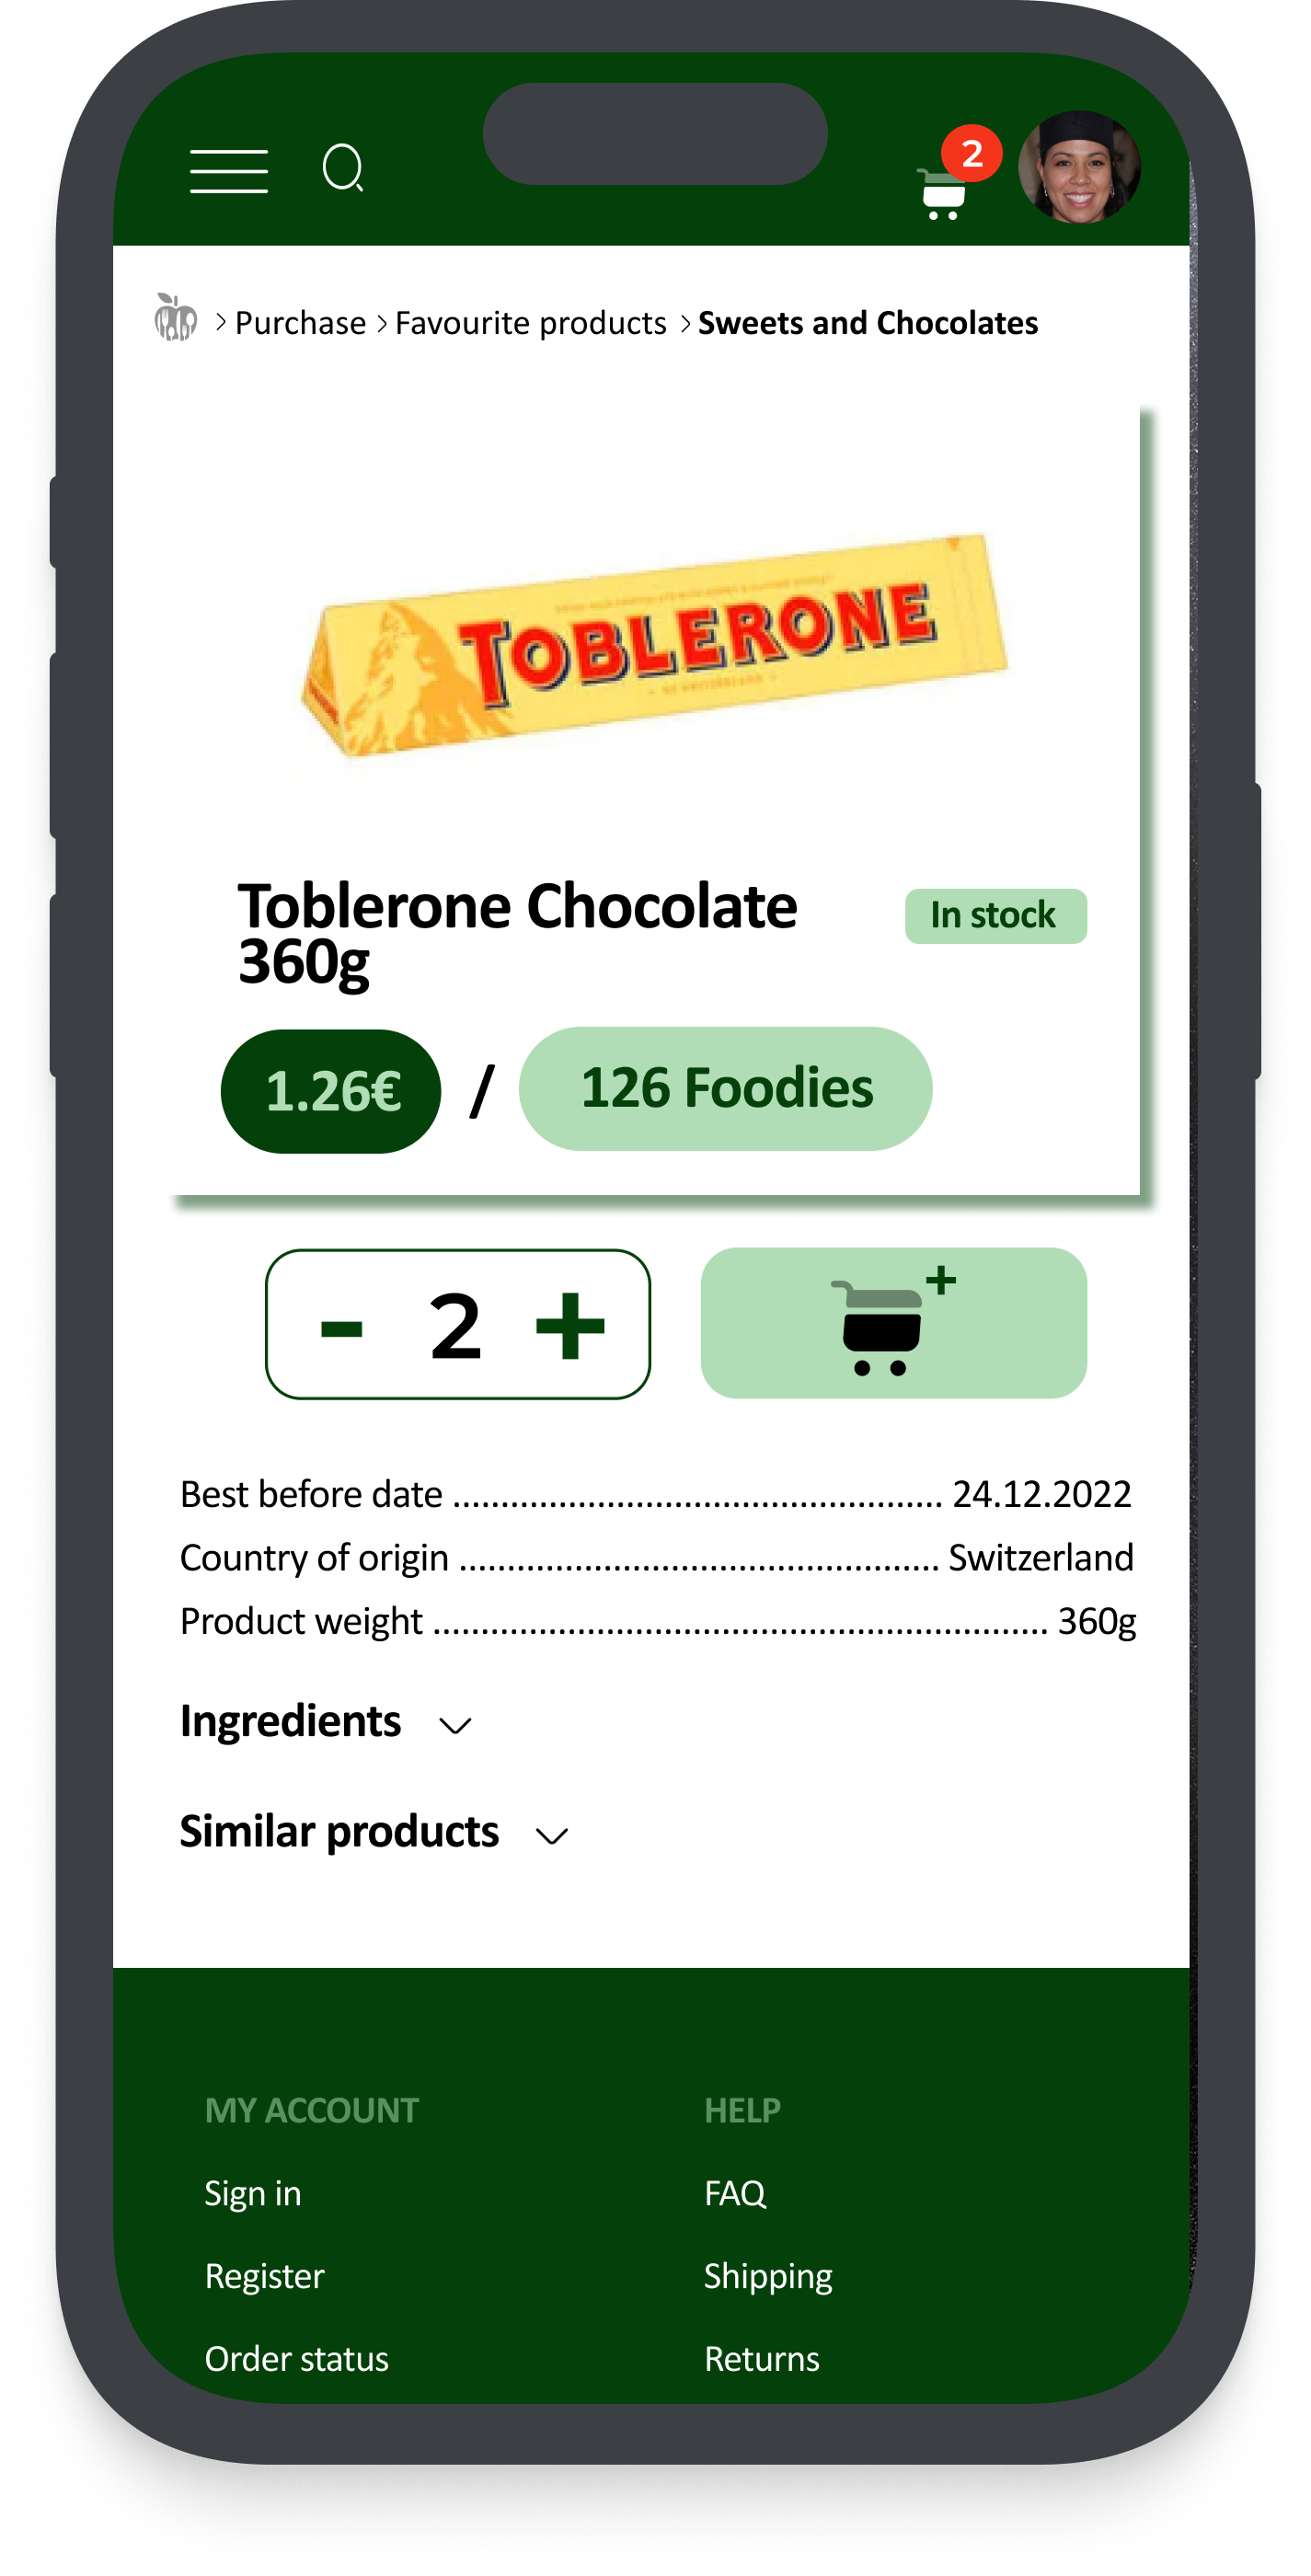 2
Purchase Favourite products Sweets and Chocolates
TOBLERONE
Toblerone Chocolate
360g
In stock
1.26€ / 126 Foodies
- 2 +
+
Best before date ................................................... 24.12.2022
Country of origin .................................................. Switzerland
Product weight ................................................................ 360g
Ingredients
Similar products
MY ACCOUNT
HELP
Sign in
FAQ
Register
Shipping
Order status
Returns